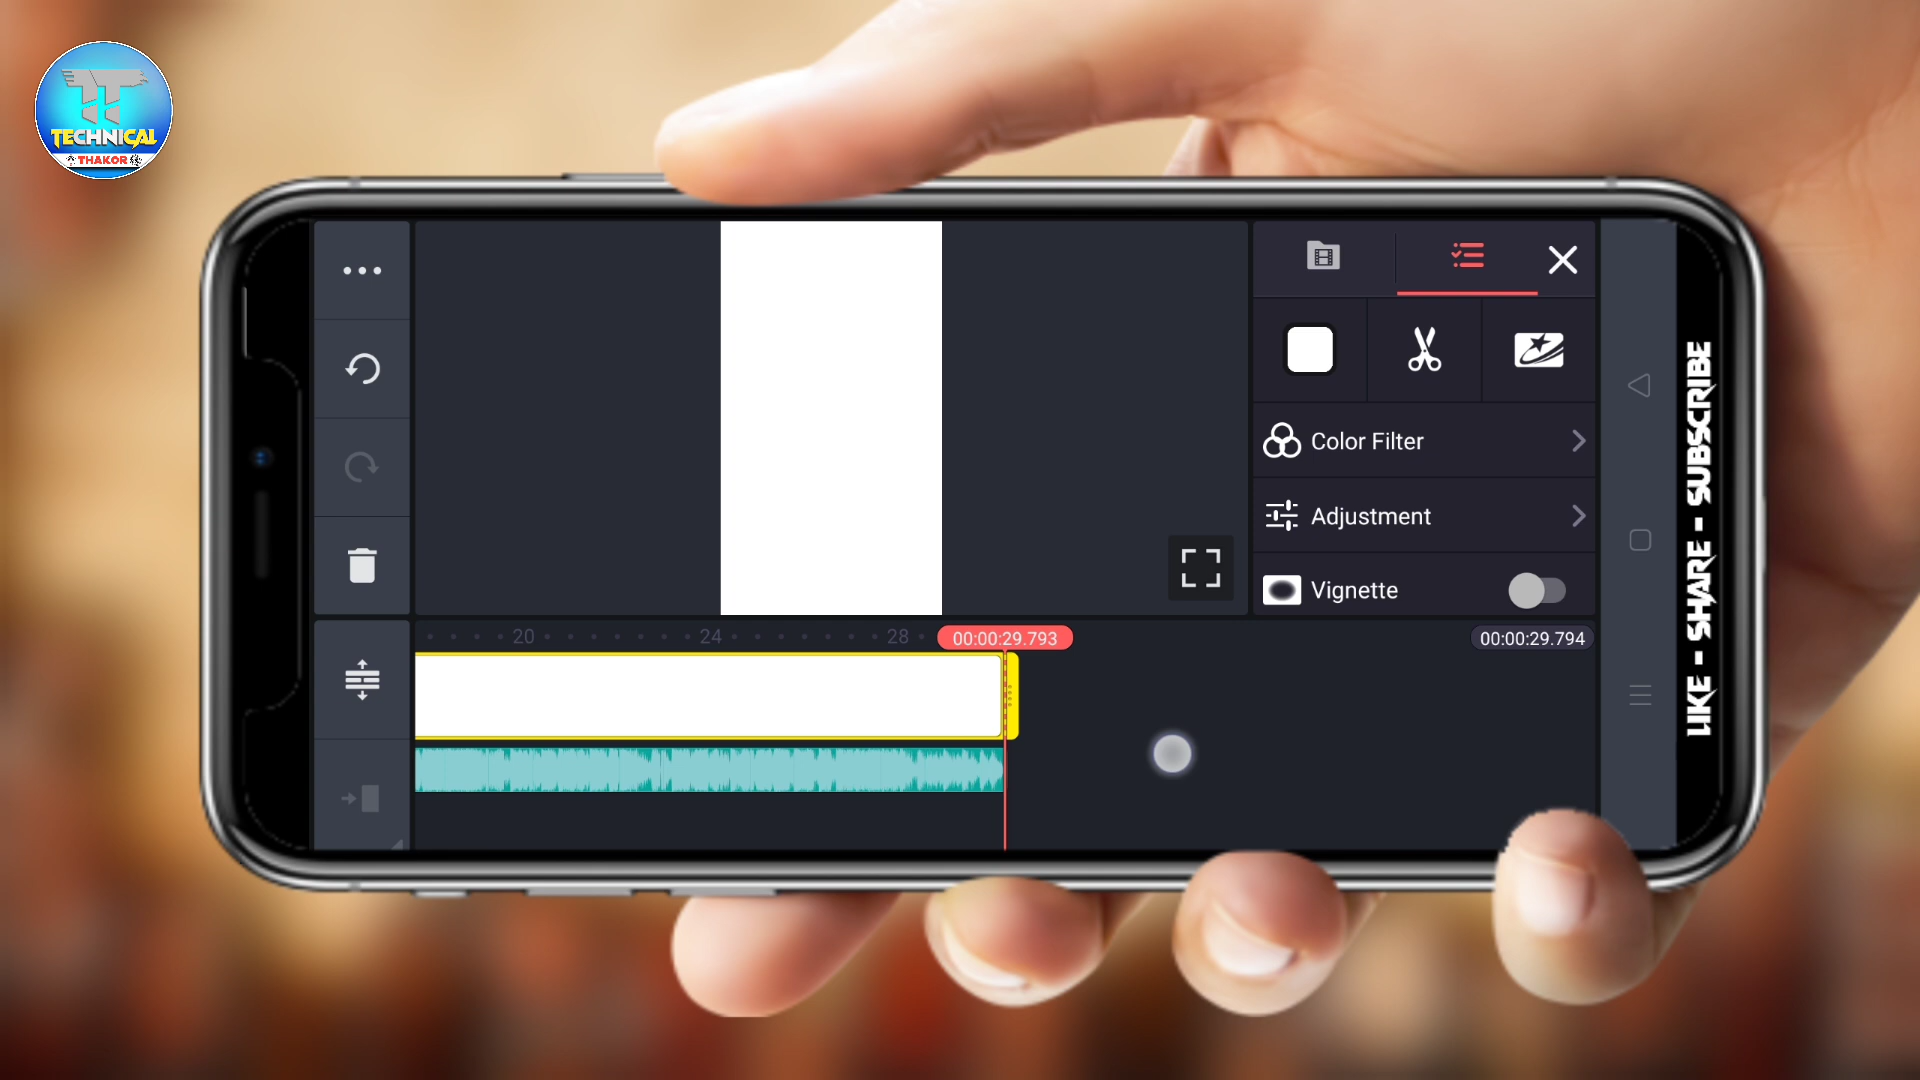 TECHNICAL
THAKOR
Color Filter
Adjustment
Vignette
20
24
28
00:00:29.793
00:00:29.794
LIKE - SHARE - SUBSCRIBE